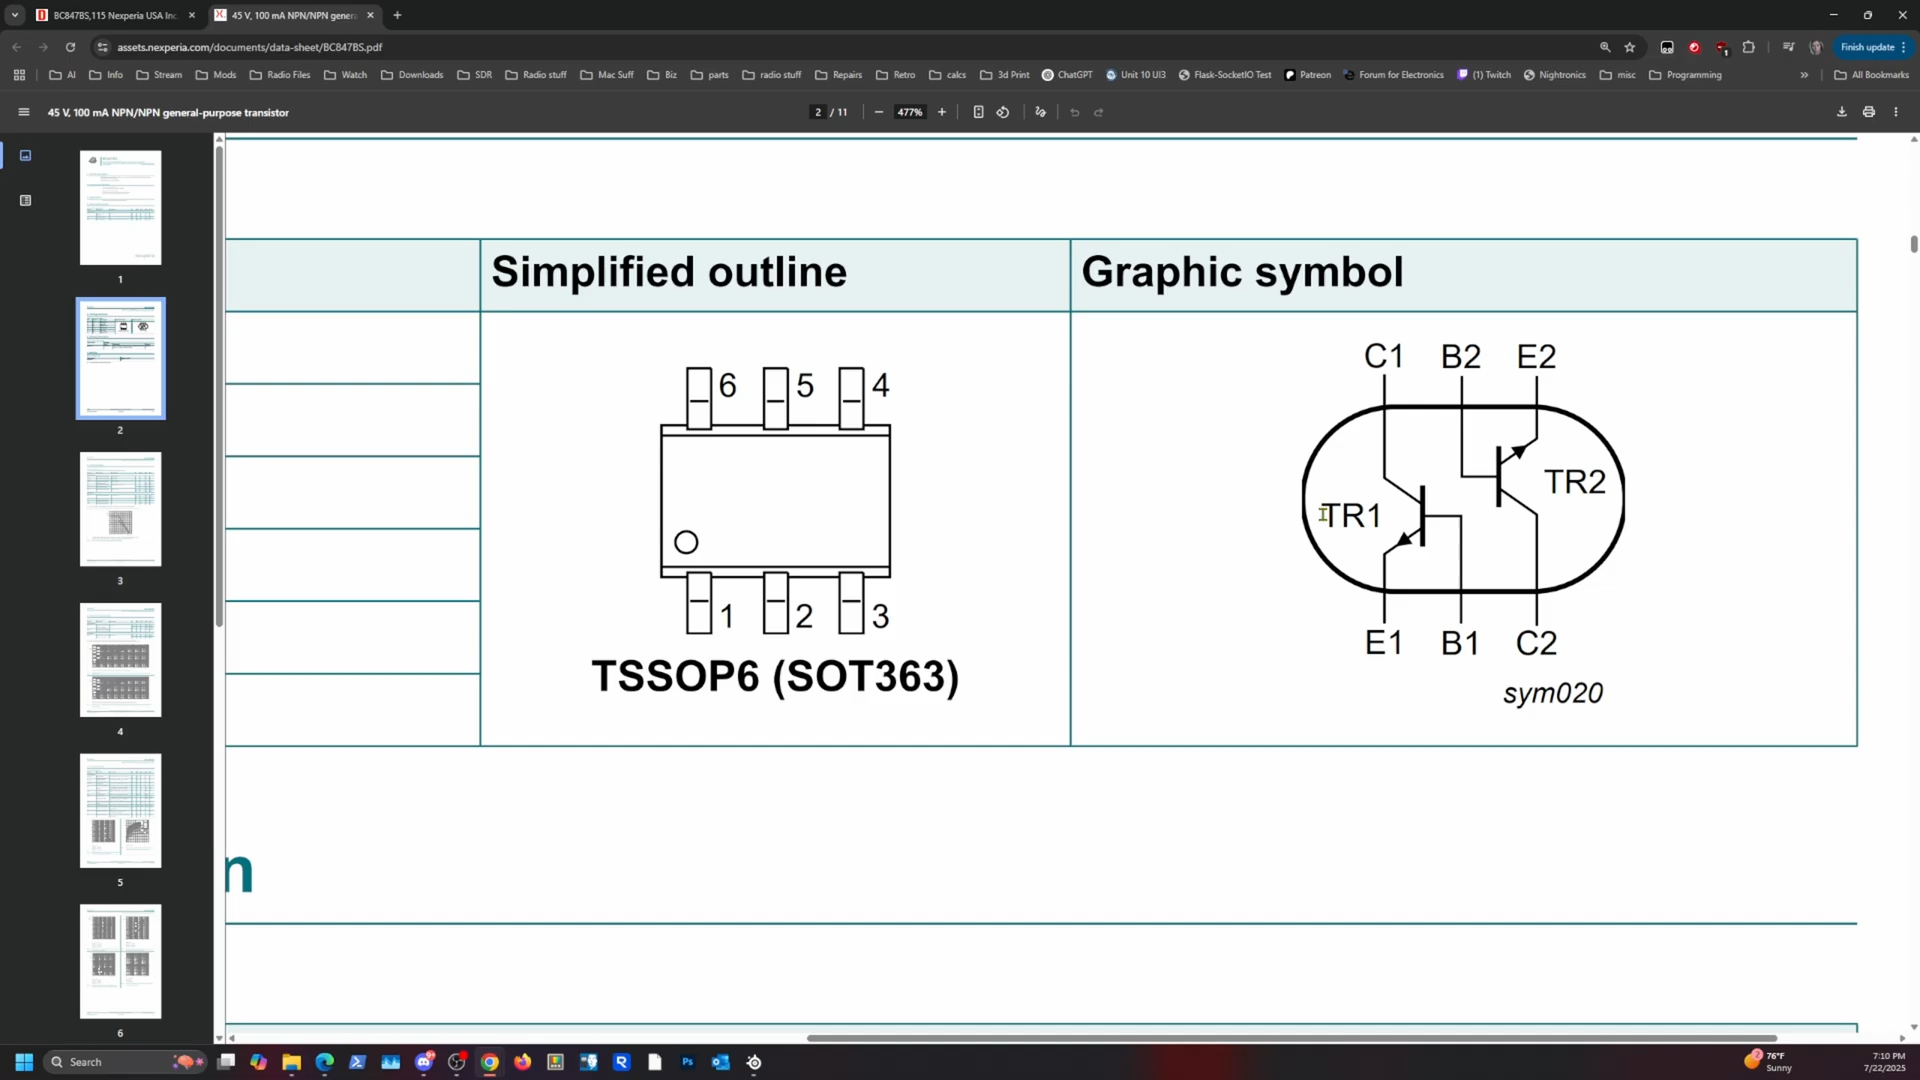 BC847BS,115 Nexperia USA Inc.
45 V, 100 mA NPN/NPN genera
assets.nexperia.com/documents/data-sheet/BC847BS.pdf
Finish update
AI Info Stream Mods Radio Files Watch Downloads SDR Radio stuff Mac Suff Biz parts radio stuff Repairs Retro calcs 3d Print ChatGPT Unit 10 UI3 Flask-SocketIO Test Patreon Forum for Electronics (1) Twitch Nightronics misc Programming All Bookmarks
45 V, 100 mA NPN/NPN general-purpose transistor
2 / 11
477%
1
2
3
4
5
6
Simplified outline
Graphic symbol
6 5 4
1 2 3
TSSOP6 (SOT363)
C1 B2 E2
TR2
TR1
E1 B1 C2
sym020
n
Search
Ps
76°F
Sunny
7:10 PM
7/22/2025